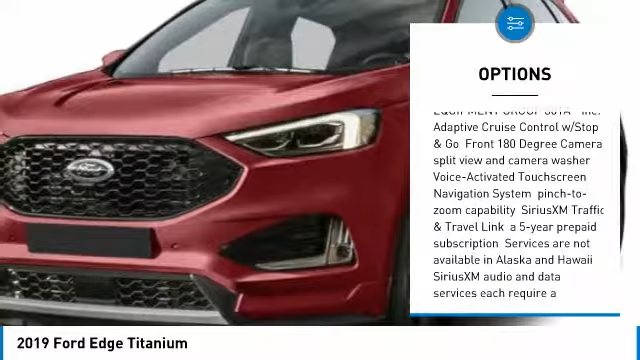 OPTIONS
Adaptive Cruise Control w/Stop
& Go Front 180 Degree Camera
split view and camera washer
Voice-Activated Touchscreen
Navigation System pinch-to-
zoom capability SiriusXM Traffic
& Travel Link a 5-year prepaid
subscription Services are not
available in Alaska and Hawaii
SiriusXM audio and data
services each require a
Ford
2019 Ford Edge Titanium